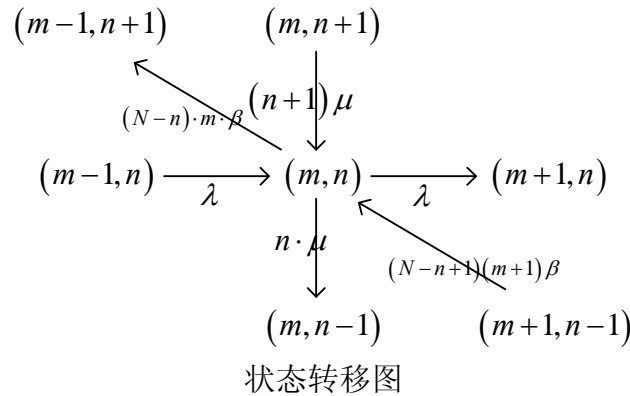 (m−1,n+1) (m,n+1)
(N−n)·m·β (n+1)μ
(m−1,n) λ (m,n) λ (m+1,n)
n·μ (N−n+1)(m+1)β
(m,n−1) (m+1,n−1)
状态转移图